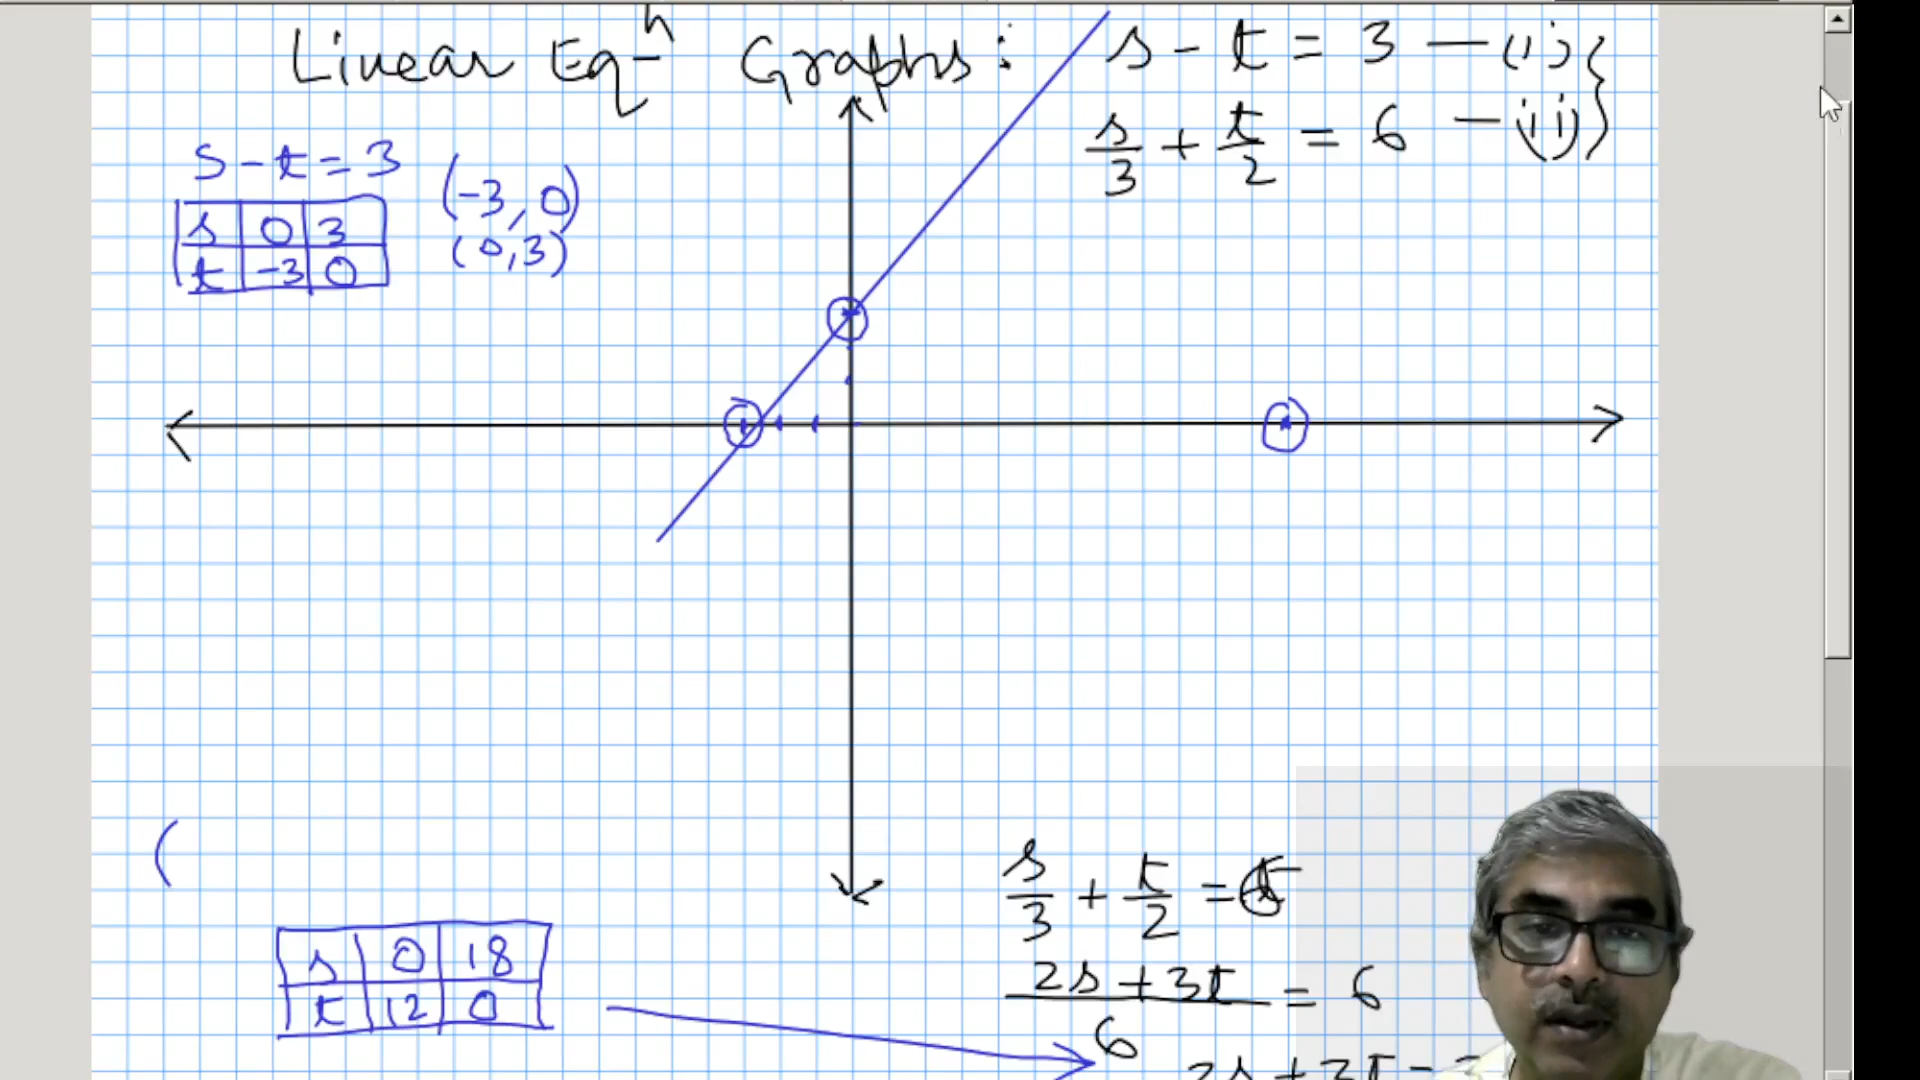 Linear Eqⁿ Graphs:
s - t = 3 — (i)
s/3 + t/2 = 6 — (ii)
s - t = 3
s 0 3
t -3 0
(-3, 0)
(0,3)
(
s 0 18
t 12 0
s/3 + t/2 =
(2s + 3t)/6 = 6